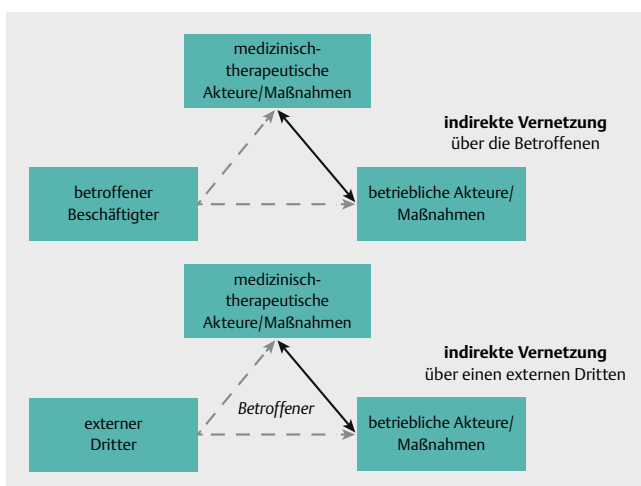 medizinisch-
therapeutische
Akteure/Maßnahmen
indirekte Vernetzung
über die Betroffenen
betroffener
Beschäftigter
betriebliche Akteure/
Maßnahmen
medizinisch-
therapeutische
Akteure/Maßnahmen
indirekte Vernetzung
über einen externen Dritten
Betroffener
externer
Dritter
betriebliche Akteure/
Maßnahmen